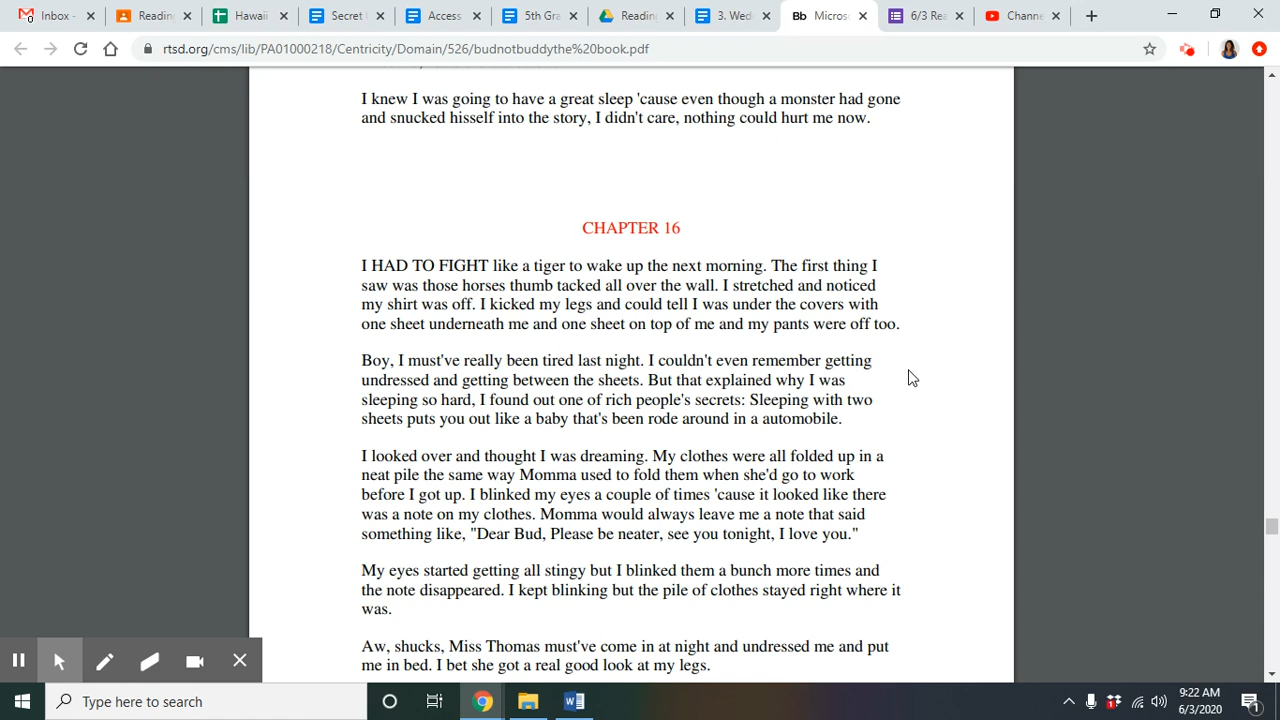 Inbox -
Reading
Hawaii
Secret
Access
5th Gra
Reading
3. Wee
Bb Micros
6/3 Rea
Channe
rtsd.org/cms/lib/PA01000218/Centricity/Domain/526/budnotbuddythe%20book.pdf
I knew I was going to have a great sleep 'cause even though a monster had gone
and snucked hisself into the story, I didn't care, nothing could hurt me now.
CHAPTER 16
I HAD TO FIGHT like a tiger to wake up the next morning. The first thing I
saw was those horses thumb tacked all over the wall. I stretched and noticed
my shirt was off. I kicked my legs and could tell I was under the covers with
one sheet underneath me and one sheet on top of me and my pants were off too.
Boy, I must've really been tired last night. I couldn't even remember getting
undressed and getting between the sheets. But that explained why I was
sleeping so hard, I found out one of rich people's secrets: Sleeping with two
sheets puts you out like a baby that's been rode around in a automobile.
I looked over and thought I was dreaming. My clothes were all folded up in a
neat pile the same way Momma used to fold them when she'd go to work
before I got up. I blinked my eyes a couple of times 'cause it looked like there
was a note on my clothes. Momma would always leave me a note that said
something like, "Dear Bud, Please be neater, see you tonight, I love you."
My eyes started getting all stingy but I blinked them a bunch more times and
the note disappeared. I kept blinking but the pile of clothes stayed right where it
was.
Aw, shucks, Miss Thomas must've come in at night and undressed me and put
me in bed. I bet she got a real good look at my legs.
Type here to search
9:22 AM
6/3/2020